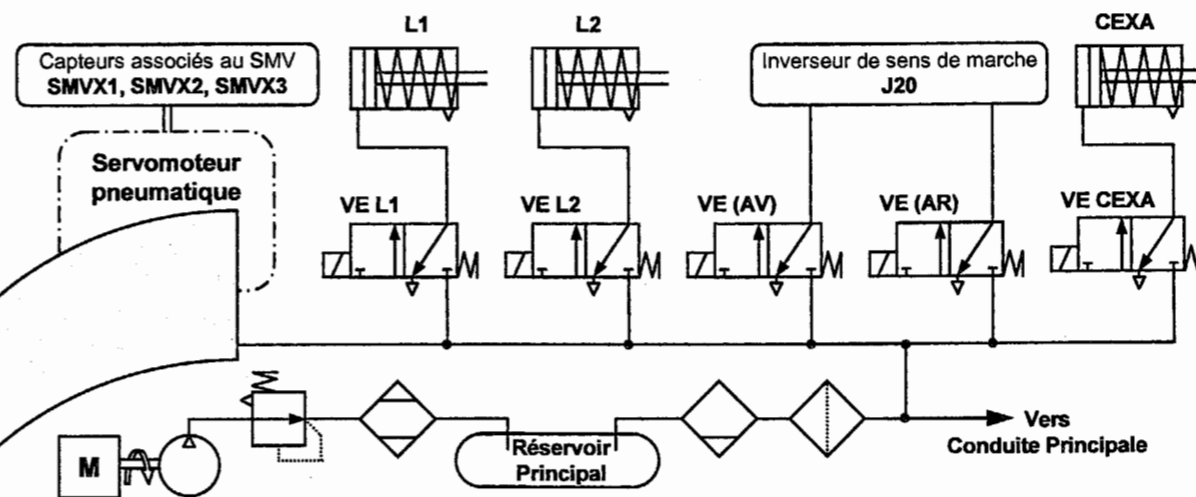 L1
L2
CEXA
Capteurs associés au SMV
SMVX1, SMVX2, SMVX3
Inverseur de sens de marche
J20
Servomoteur
pneumatique
VE L1
VE L2
VE (AV)
VE (AR)
VE CEXA
M
Réservoir
Principal
Vers
Conduite Principale